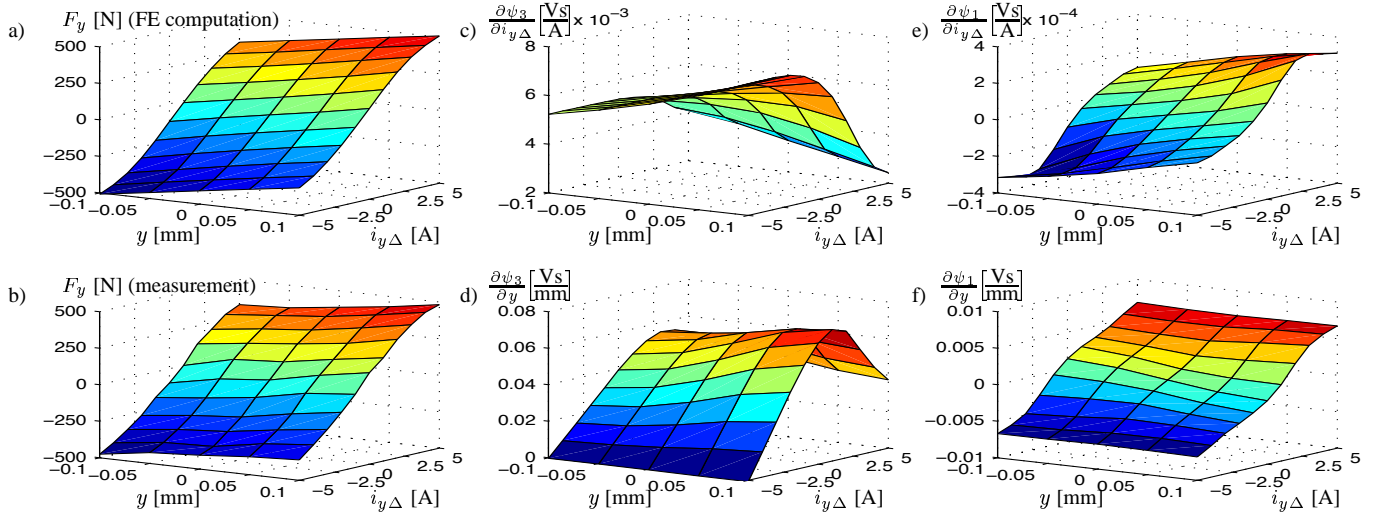 a) F_y [N] (FE computation)
500
250
0
−250
−500
−0.1 −0.05 0 0.05 0.1
y [mm]
−5 −2.5 0 2.5 5
i_{yΔ} [A]
c) ∂ψ_3/∂i_{yΔ} [Vs/A] × 10^{−3}
8
6
4
2
−0.1 −0.05 0 0.05 0.1
y [mm]
−5 −2.5 0 2.5 5
i_{yΔ} [A]
e) ∂ψ_1/∂i_{yΔ} [Vs/A] × 10^{−4}
4
2
0
−2
−4
−0.1 −0.05 0 0.05 0.1
y [mm]
−5 −2.5 0 2.5 5
i_{yΔ} [A]
b) F_y [N] (measurement)
500
250
0
−250
−500
−0.1 −0.05 0 0.05 0.1
y [mm]
−5 −2.5 0 2.5 5
i_{yΔ} [A]
d) ∂ψ_3/∂y [Vs/mm]
0.08
0.06
0.04
0.02
0
−0.1 −0.05 0 0.05 0.1
y [mm]
−5 −2.5 0 2.5 5
i_{yΔ} [A]
f) ∂ψ_1/∂y [Vs/mm]
0.01
0.005
0
−0.005
−0.01
−0.1 −0.05 0 0.05 0.1
y [mm]
−5 −2.5 0 2.5 5
i_{yΔ} [A]